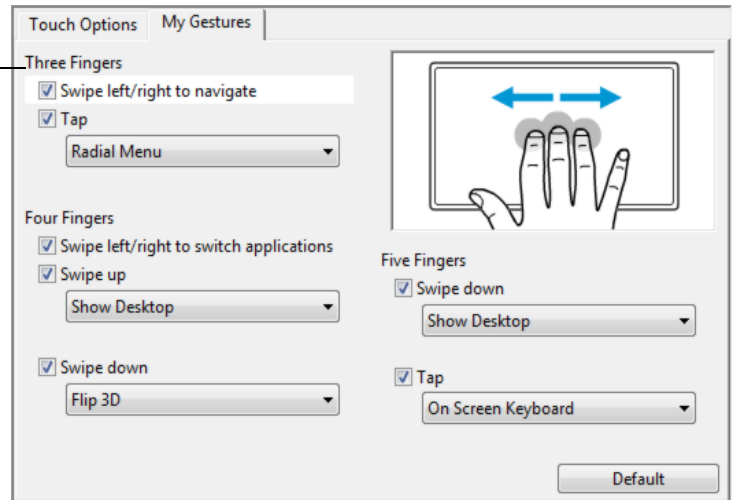 Touch Options
My Gestures
Three Fingers
Swipe left/right to navigate
Tap
Radial Menu
Four Fingers
Swipe left/right to switch applications
Swipe up
Show Desktop
Swipe down
Flip 3D
Five Fingers
Swipe down
Show Desktop
Tap
On Screen Keyboard
Default